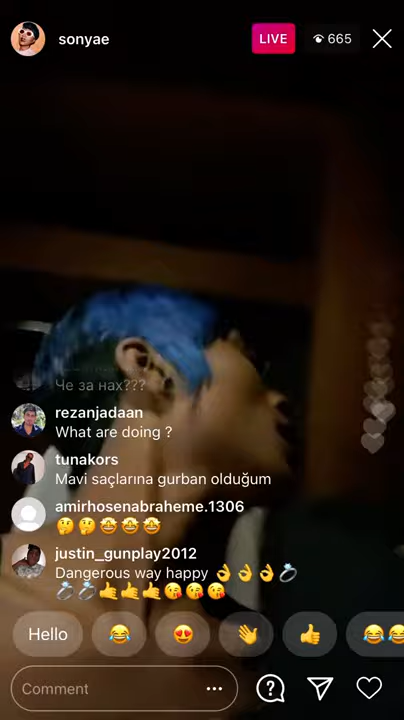 sonyae
LIVE
665
Че за нах???
rezanjadaan
What are doing ?
tunakors
Mavi saçlarına gurban olduğum
amirhosenabraheme.1306
🤔🤔🤩🤩🤩
justin_gunplay2012
Dangerous way happy 👌👌👌💍
💍💍🤙🤙🤙😘😘😘
Hello 😂 😍 👋 👍 😂😂
Comment